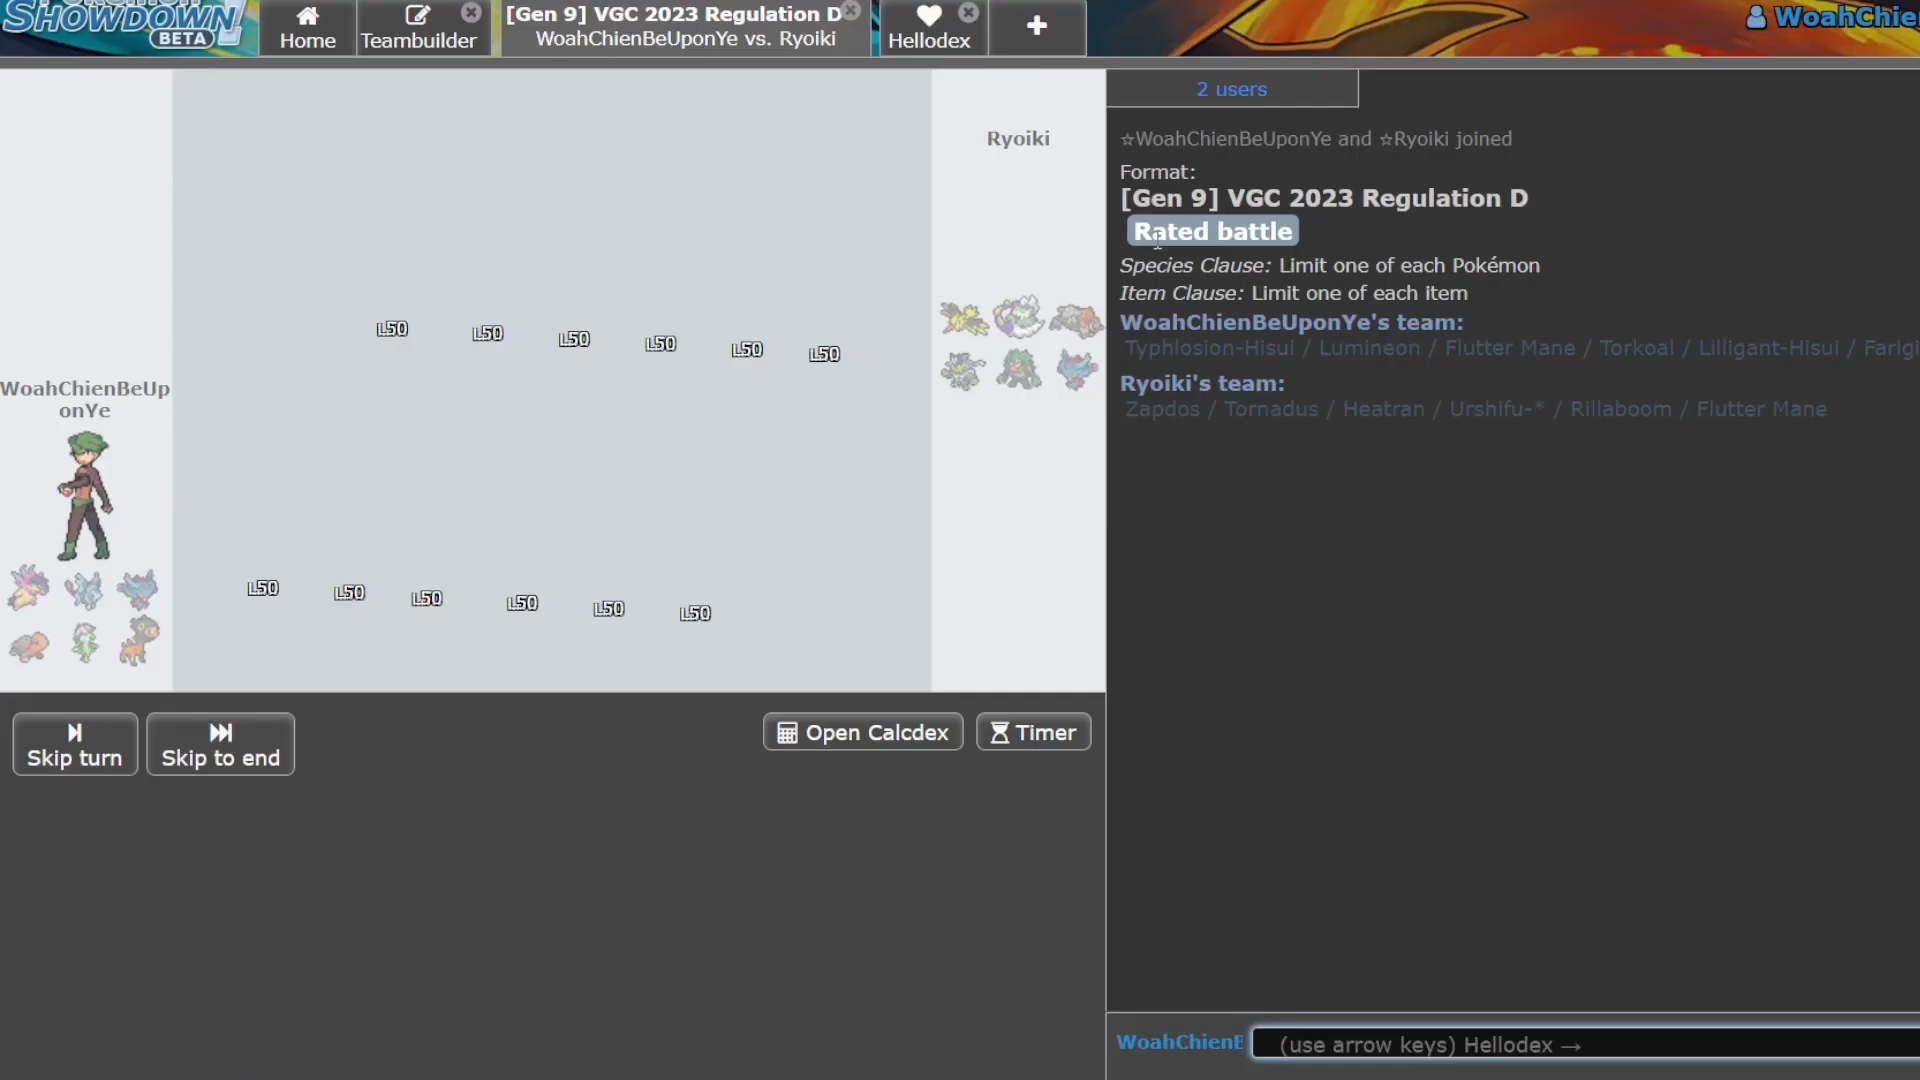 SHOWDOWN
BETA
Home
Teambuilder
[Gen 9] VGC 2023 Regulation D
WoahChienBeUponYe vs. Ryoiki
Hellodex
+
WoahChie
2 users
Ryoiki
☆WoahChienBeUponYe and ☆Ryoiki joined
Format:
[Gen 9] VGC 2023 Regulation D
Rated battle
Species Clause: Limit one of each Pokémon
Item Clause: Limit one of each item
WoahChienBeUponYe's team:
Typhlosion-Hisui / Lumineon / Flutter Mane / Torkoal / Lilligant-Hisui / Farigi
Ryoiki's team:
Zapdos / Tornadus / Heatran / Urshifu-* / Rillaboom / Flutter Mane
L50 L50 L50 L50 L50 L50
WoahChienBeUp
onYe
L50 L50 L50 L50 L50 L50
Skip turn
Skip to end
Open Calcdex
Timer
WoahChienB
(use arrow keys) Hellodex →